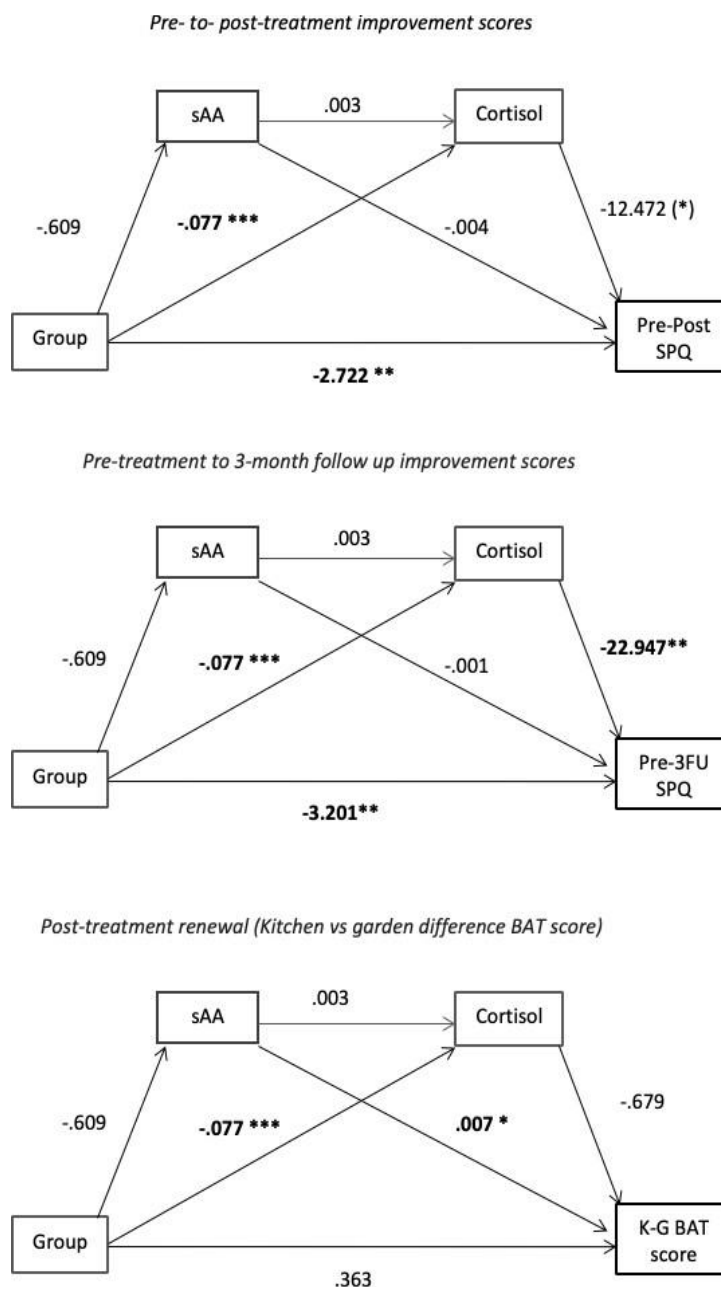 Pre- to- post-treatment improvement scores
.003
sAA
Cortisol
-.609
-.077 ***
-.004
-12.472 (*)
Group
Pre-Post
SPQ
-2.722 **
Pre-treatment to 3-month follow up improvement scores
.003
sAA
Cortisol
-.609
-.077 ***
-.001
-22.947**
Group
Pre-3FU
SPQ
-3.201**
Post-treatment renewal (Kitchen vs garden difference BAT score)
.003
sAA
Cortisol
-.609
-.077 ***
.007 *
-.679
Group
K-G BAT
score
.363